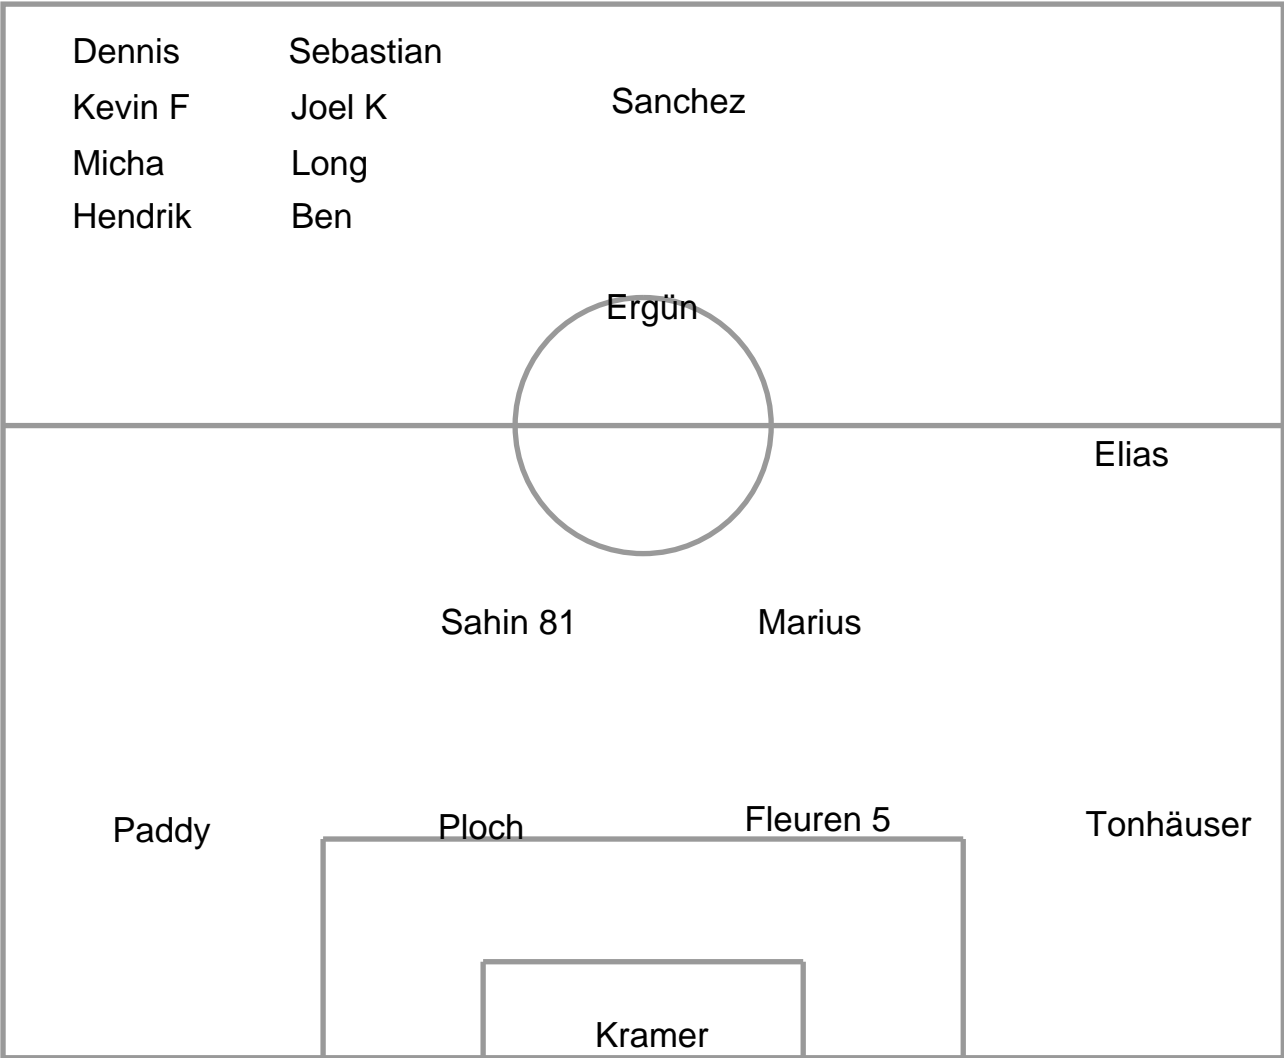 Dennis Sebastian
Kevin F Joel K Sanchez
Micha Long
Hendrik Ben
Ergün
Elias
Sahin 81 Marius
Paddy Ploch Fleuren 5 Tonhäuser
Kramer